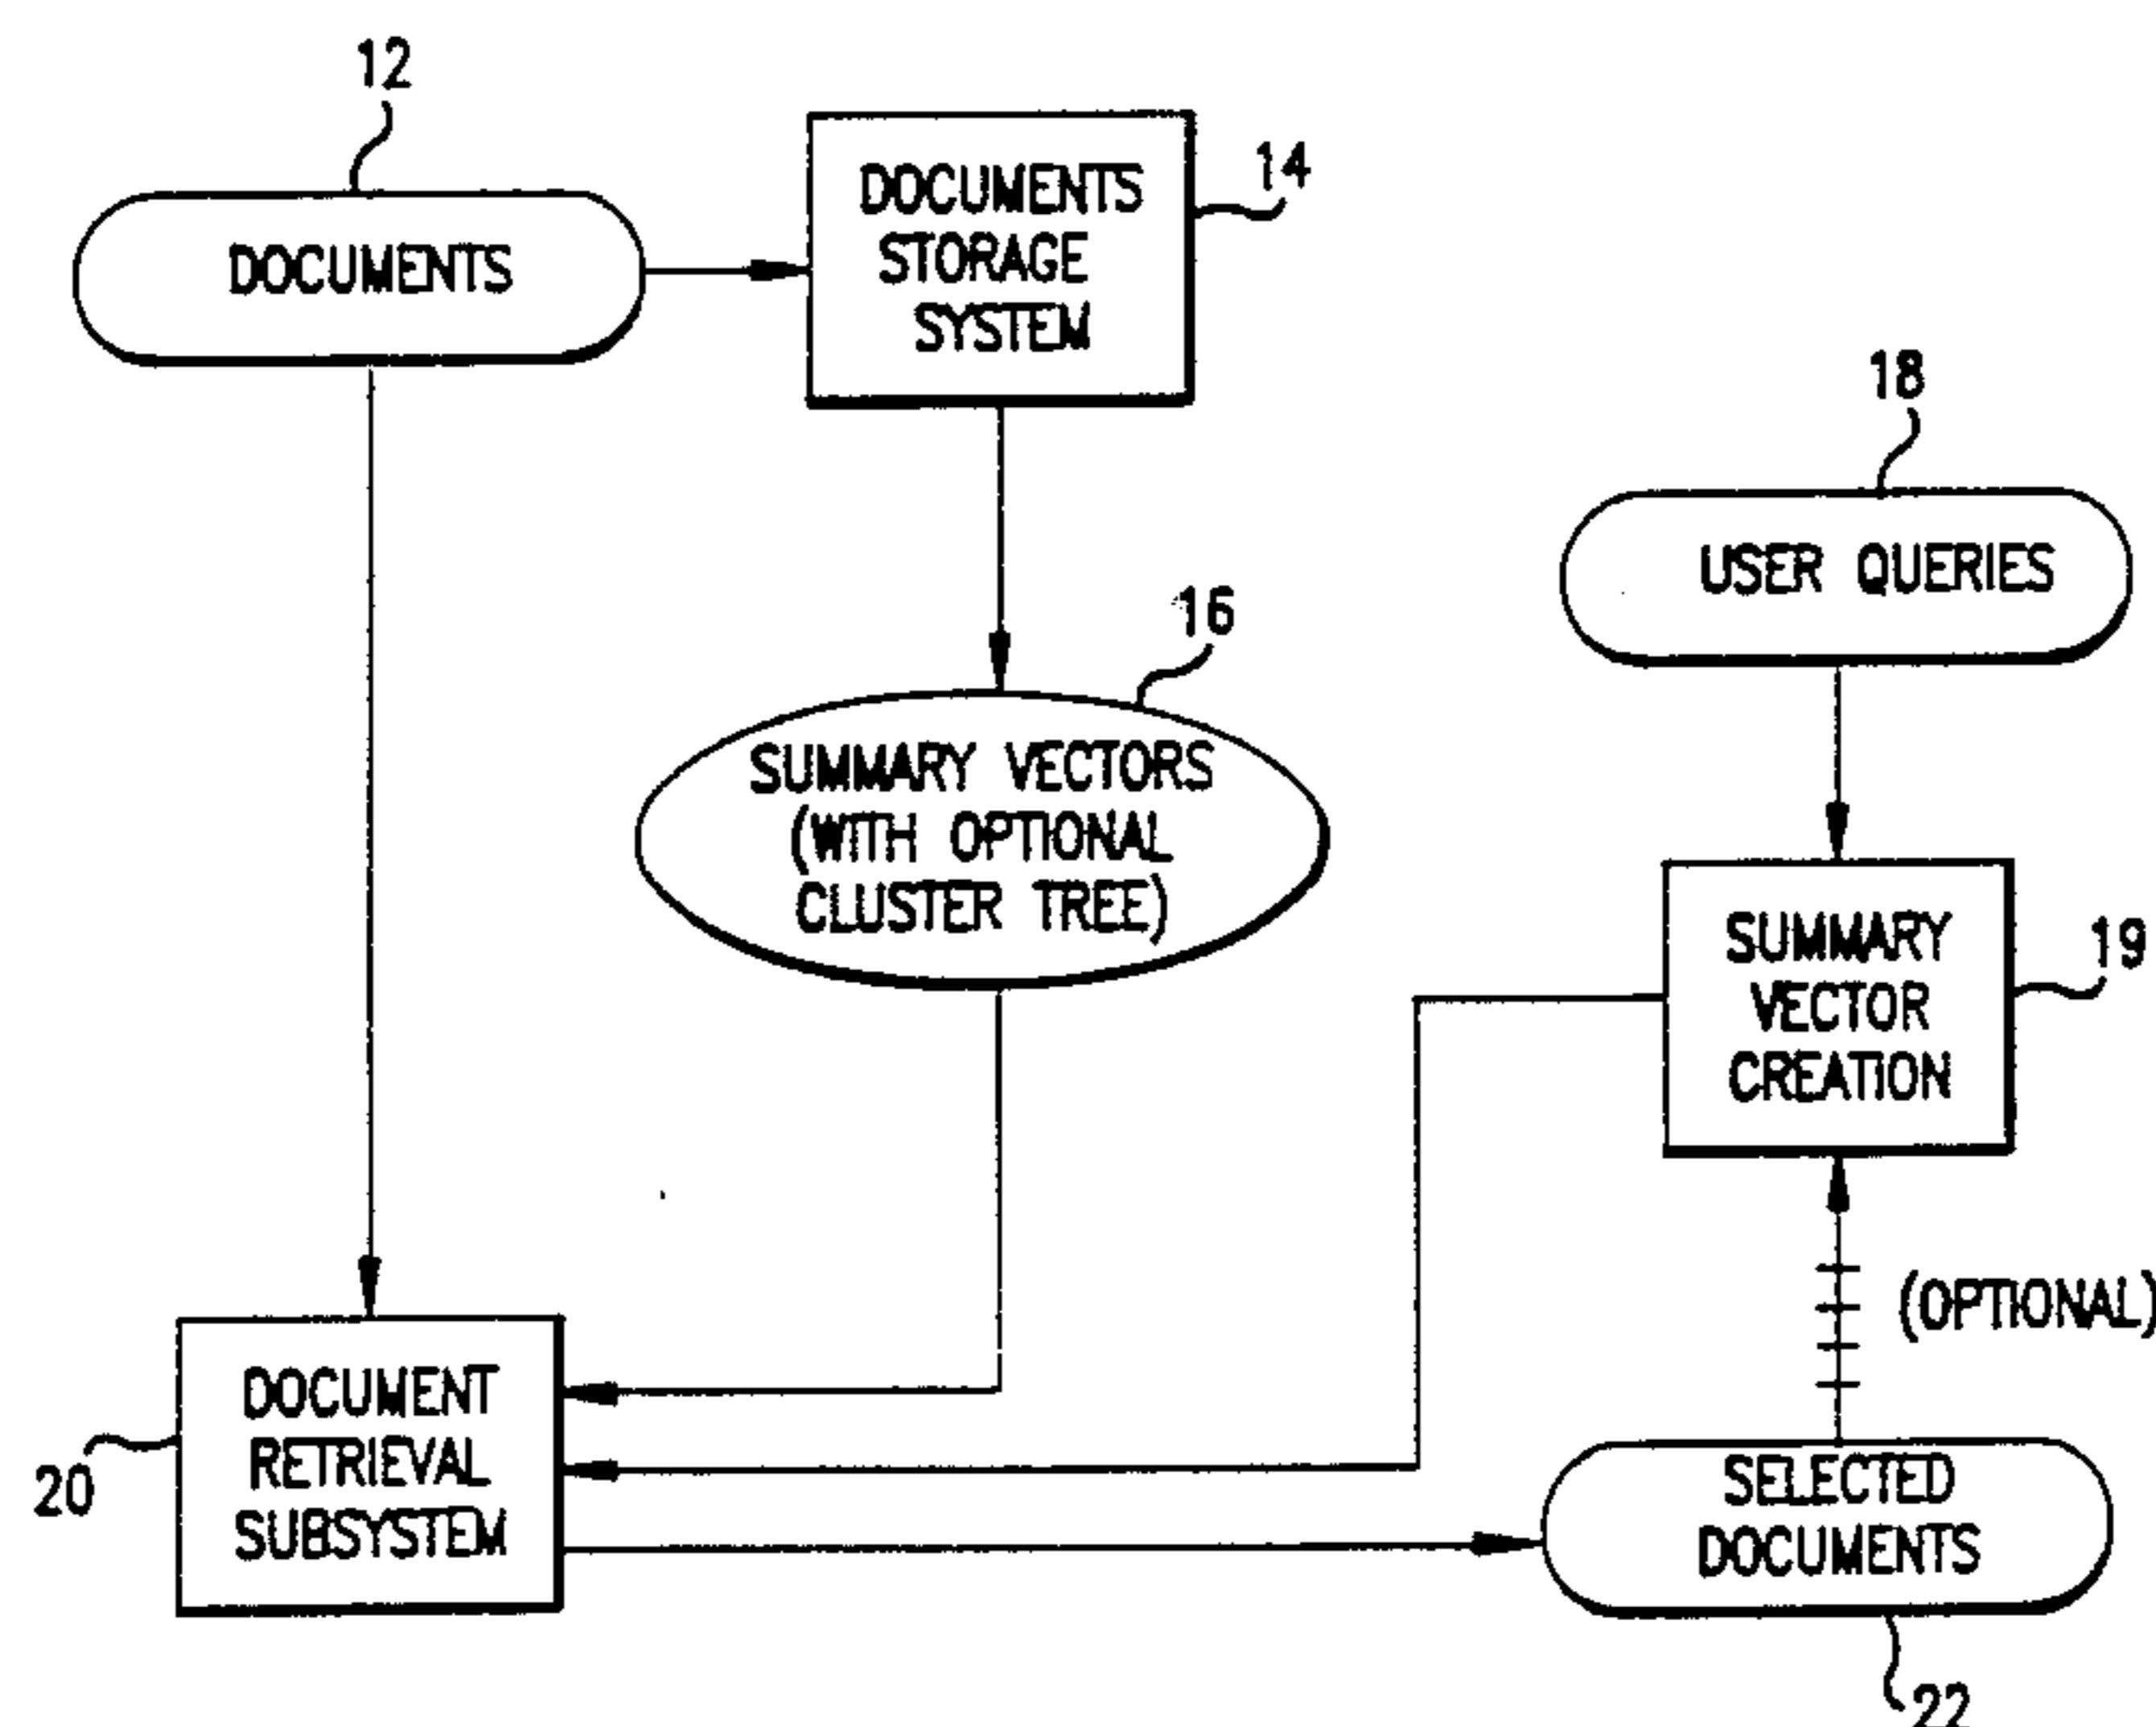 12
DOCUMENTS
DOCUMENTS
STORAGE
SYSTEM
14
16
SUMMARY VECTORS
(WITH OPTIONAL
CLUSTER TREE)
18
USER QUERIES
SUMMARY
VECTOR
CREATION
19
(OPTIONAL)
DOCUMENT
RETRIEVAL
SUBSYSTEM
20
SELECTED
DOCUMENTS
22